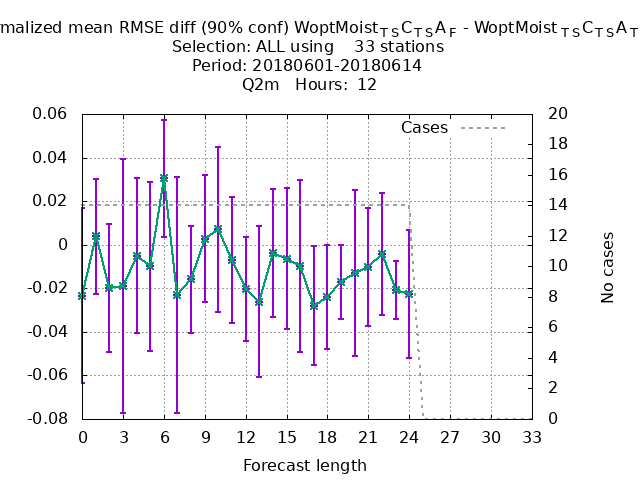 rmalized mean RMSE diff (90% conf) WoptMoist_TSC_TSA_F - WoptMoist_TSC_TSA_T
Selection: ALL using    33 stations
Period: 20180601-20180614
Q2m   Hours:  12
Cases
0.06
0.04
0.02
0
-0.02
-0.04
-0.06
-0.08
20
18
16
14
12
10
8
6
4
2
0
No cases
0 3 6 9 12 15 18 21 24 27 30 33
Forecast length